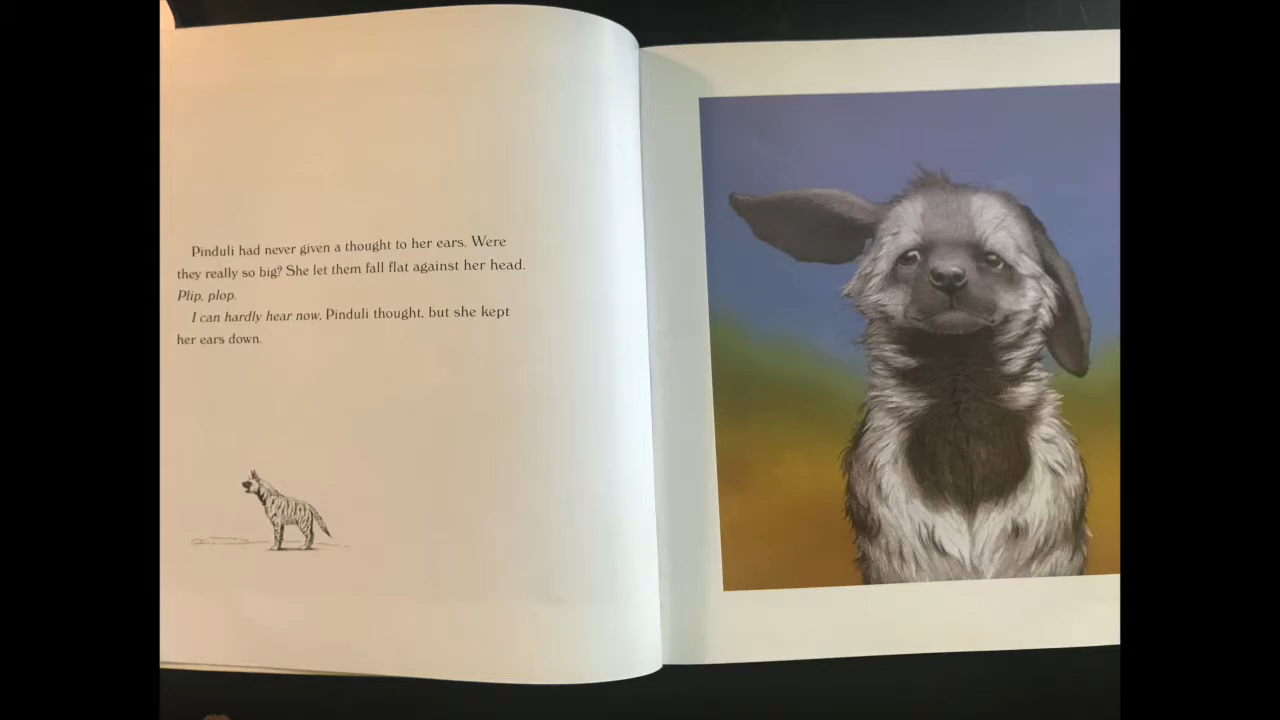 Pinduli had never given a thought to her ears. Were
they really so big? She let them fall flat against her head.
Plip, plop.
I can hardly hear now, Pinduli thought, but she kept
her ears down.